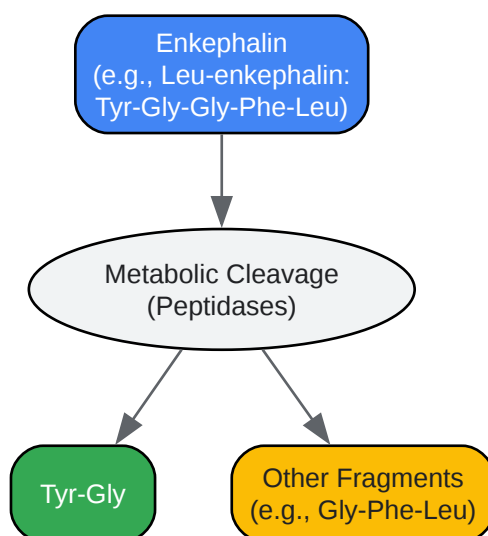 Enkephalin
(e.g., Leu-enkephalin:
Tyr-Gly-Gly-Phe-Leu)
Metabolic Cleavage
(Peptidases)
Tyr-Gly
Other Fragments
(e.g., Gly-Phe-Leu)